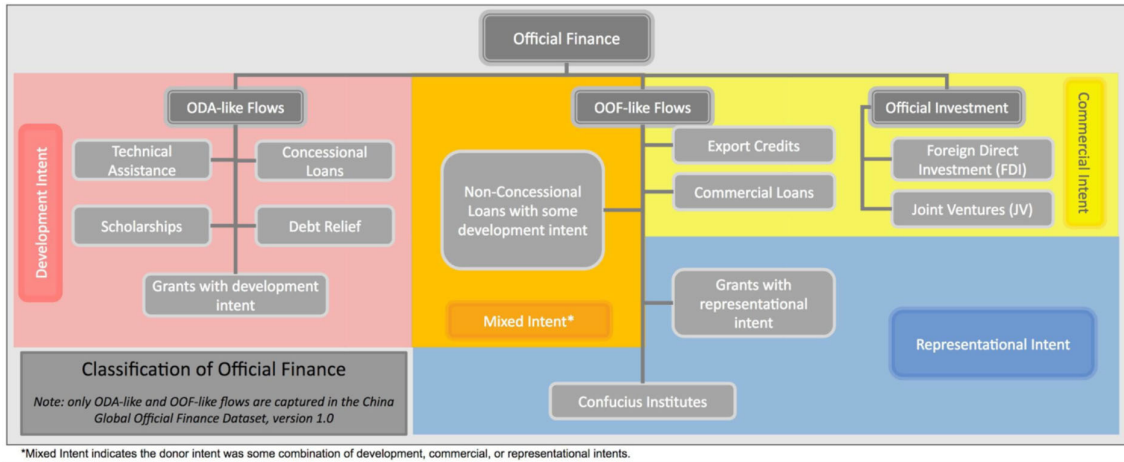 Official Finance
ODA-like Flows
OOF-like Flows
Official Investment
Development Intent
Technical
Assistance
Concessional
Loans
Scholarships
Debt Relief
Grants with development
intent
Non-Concessional
Loans with some
development intent
Mixed Intent*
Export Credits
Commercial Loans
Foreign Direct
Investment (FDI)
Joint Ventures (JV)
Commercial Intent
Grants with
representational
intent
Representational Intent
Confucius Institutes
Classification of Official Finance
Note: only ODA-like and OOF-like flows are captured in the China
Global Official Finance Dataset, version 1.0
*Mixed Intent indicates the donor intent was some combination of development, commercial, or representational intents.